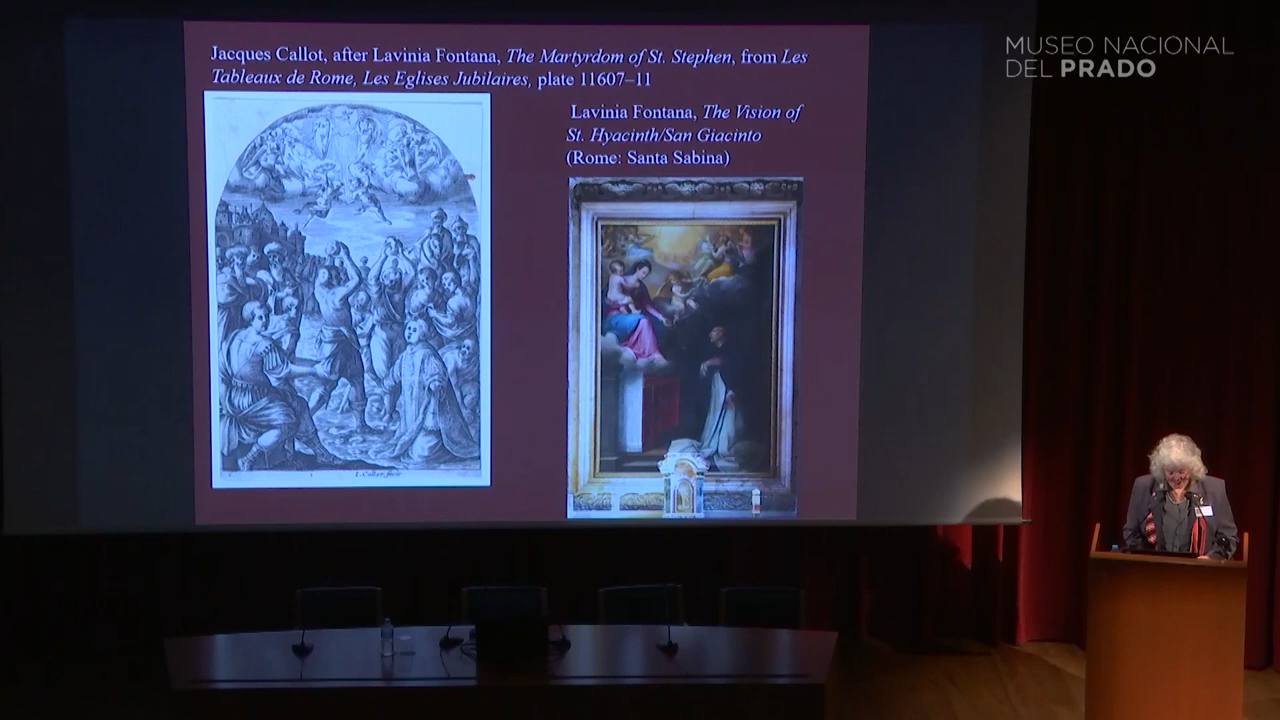 Jacques Callot, after Lavinia Fontana, The Martyrdom of St. Stephen, from Les
Tableaux de Rome, Les Eglises Jubilaires, plate 11607–11
Lavinia Fontana, The Vision of
St. Hyacinth/San Giacinto
(Rome: Santa Sabina)
MUSEO NACIONAL
DEL PRADO